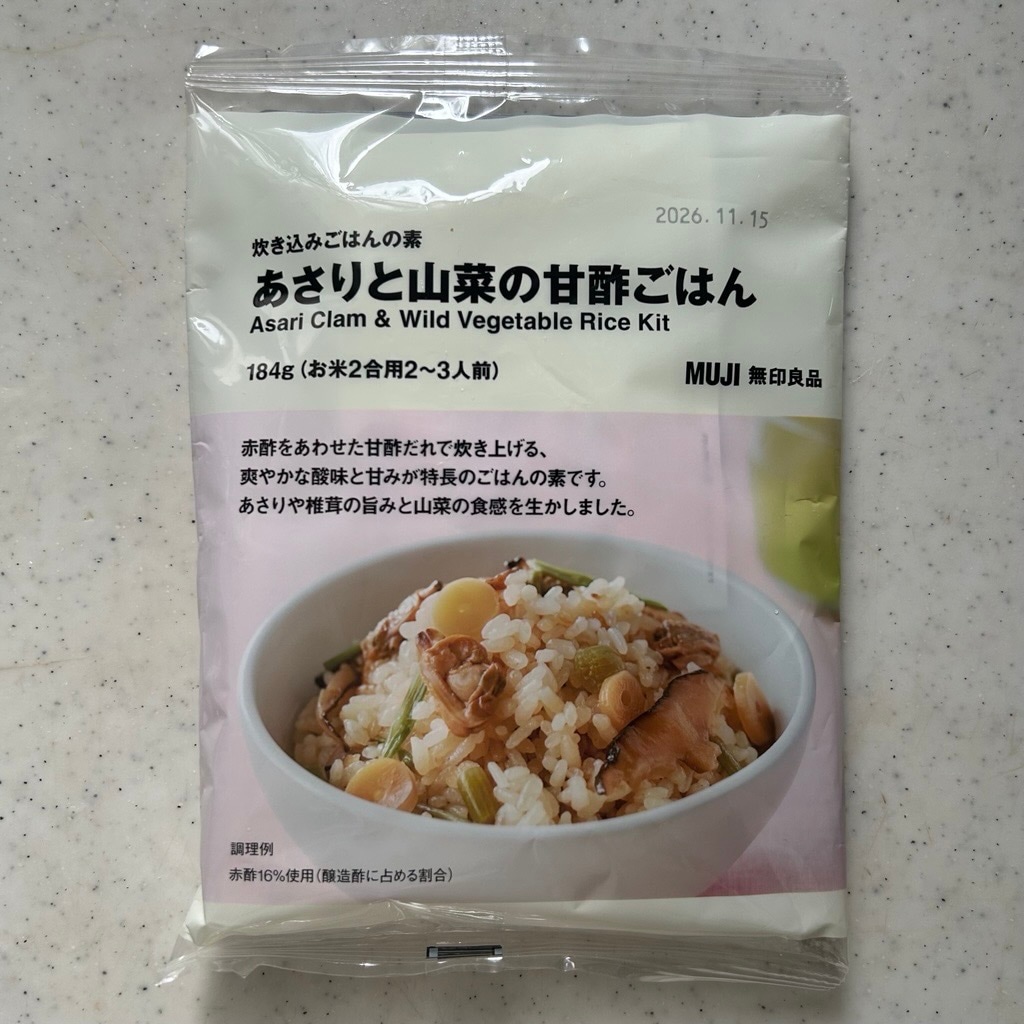 2026.11.15
炊き込みごはんの素
あさりと山菜の甘酢ごはん
Asari Clam & Wild Vegetable Rice Kit
184g（お米2合用2～3人前）
MUJI 無印良品
赤酢をあわせた甘酢だれで炊き上げる、
爽やかな酸味と甘みが特長のごはんの素です。
あさりや椎茸の旨みと山菜の食感を生かしました。
調理例
赤酢16%使用（醸造酢に占める割合）